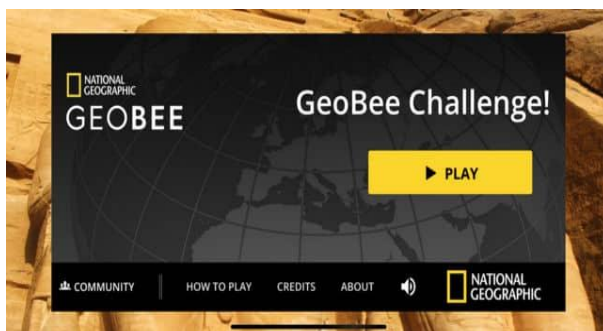 NATIONAL
GEOGRAPHIC
GEOBEE
GeoBee Challenge!
PLAY
COMMUNITY
HOW TO PLAY
CREDITS
ABOUT
NATIONAL
GEOGRAPHIC